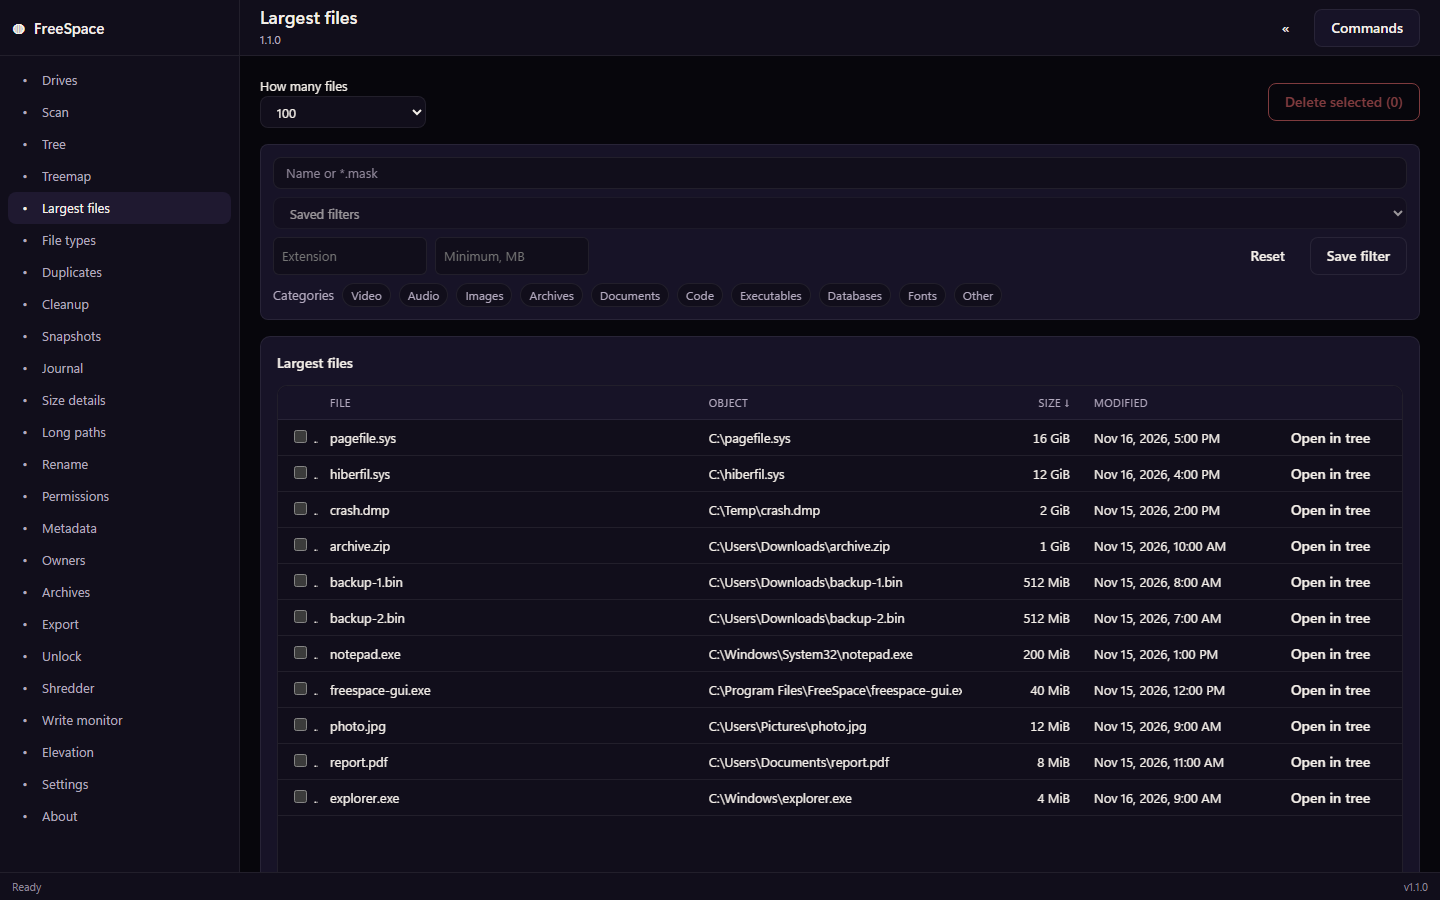 FreeSpace
Largest files
1.1.0
«
Commands
Drives
Scan
Tree
Treemap
Largest files
File types
Duplicates
Cleanup
Snapshots
Journal
Size details
Long paths
Rename
Permissions
Metadata
Owners
Archives
Export
Unlock
Shredder
Write monitor
Elevation
Settings
About
How many files
100
Delete selected (0)
Name or *.mask
Saved filters
Extension
Minimum, MB
Reset
Save filter
Categories Video Audio Images Archives Documents Code Executables Databases Fonts Other
Largest files
FILE OBJECT SIZE ↓ MODIFIED
.. pagefile.sys C:\pagefile.sys 16 GiB Nov 16, 2026, 5:00 PM Open in tree
.. hiberfil.sys C:\hiberfil.sys 12 GiB Nov 16, 2026, 4:00 PM Open in tree
.. crash.dmp C:\Temp\crash.dmp 2 GiB Nov 15, 2026, 2:00 PM Open in tree
.. archive.zip C:\Users\Downloads\archive.zip 1 GiB Nov 15, 2026, 10:00 AM Open in tree
.. backup-1.bin C:\Users\Downloads\backup-1.bin 512 MiB Nov 15, 2026, 8:00 AM Open in tree
.. backup-2.bin C:\Users\Downloads\backup-2.bin 512 MiB Nov 15, 2026, 7:00 AM Open in tree
.. notepad.exe C:\Windows\System32\notepad.exe 200 MiB Nov 15, 2026, 1:00 PM Open in tree
.. freespace-gui.exe C:\Program Files\FreeSpace\freespace-gui.ex 40 MiB Nov 15, 2026, 12:00 PM Open in tree
.. photo.jpg C:\Users\Pictures\photo.jpg 12 MiB Nov 15, 2026, 9:00 AM Open in tree
.. report.pdf C:\Users\Documents\report.pdf 8 MiB Nov 15, 2026, 11:00 AM Open in tree
.. explorer.exe C:\Windows\explorer.exe 4 MiB Nov 16, 2026, 9:00 AM Open in tree
Ready
v1.1.0